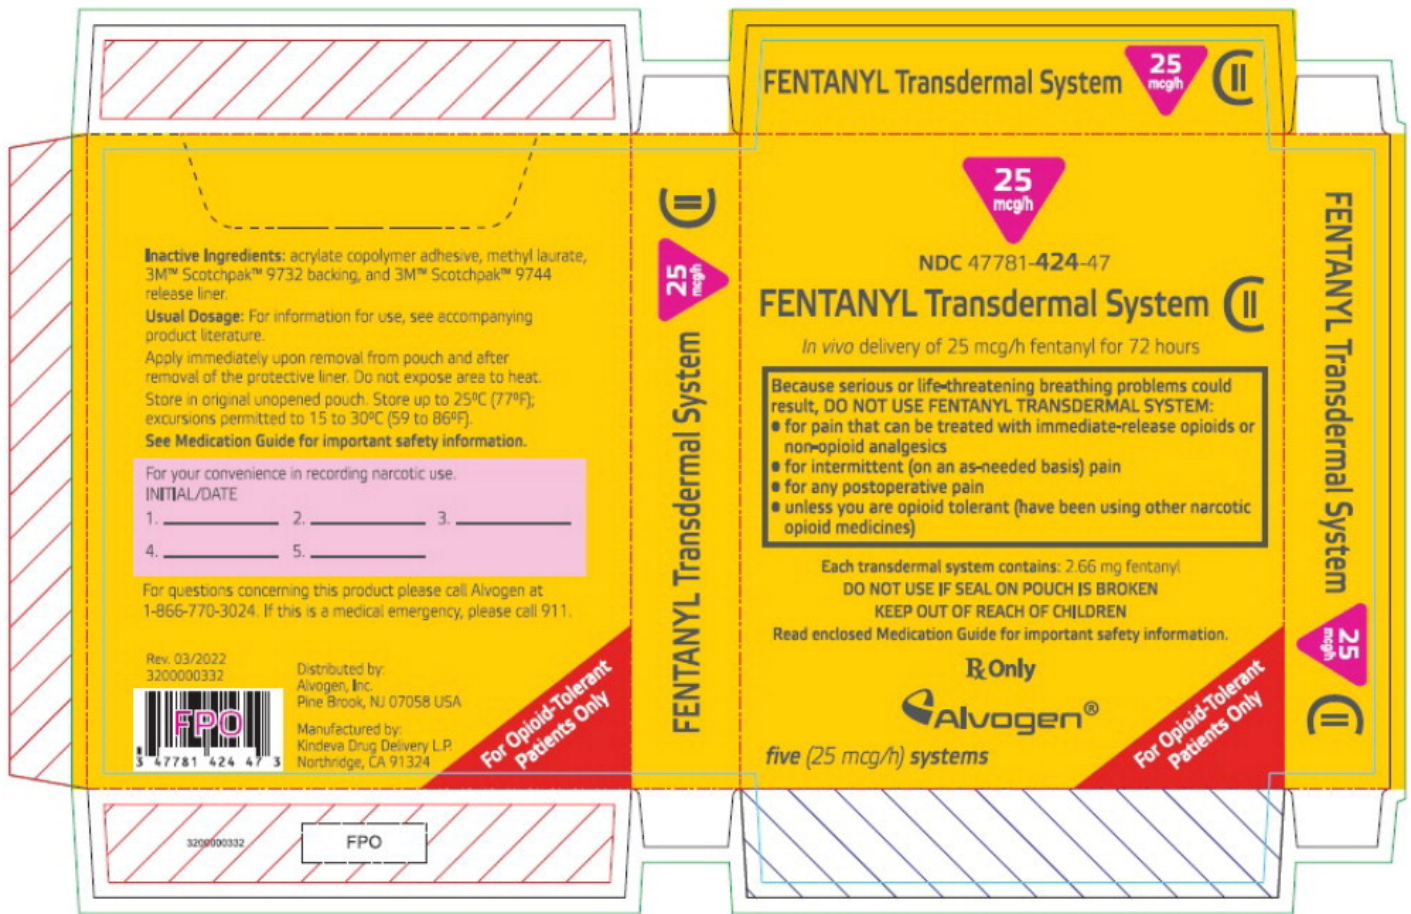 FENTANYL Transdermal System
25
mcg/h
CII
Inactive Ingredients: acrylate copolymer adhesive, methyl laurate,
3M™ Scotchpak™ 9732 backing, and 3M™ Scotchpak™ 9744
release liner.
Usual Dosage: For information for use, see accompanying
product literature.
Apply immediately upon removal from pouch and after
removal of the protective liner. Do not expose area to heat.
Store in original unopened pouch. Store up to 25ºC (77ºF);
excursions permitted to 15 to 30ºC (59 to 86ºF).
See Medication Guide for important safety information.
For your convenience in recording narcotic use.
INITIAL/DATE
1. 2. 3.
4. 5.
For questions concerning this product please call Alvogen at
1-866-770-3024. If this is a medical emergency, please call 911.
Rev. 03/2022
3200000332
FPO
3 47781 424 47 3
Distributed by:
Alvogen, Inc.
Pine Brook, NJ 07058 USA
Manufactured by:
Kindeva Drug Delivery L.P.
Northridge, CA 91324
For Opioid-Tolerant
Patients Only
FENTANYL Transdermal System
25
mcg/h
CII
25
mcg/h
NDC 47781-424-47
FENTANYL Transdermal System CII
In vivo delivery of 25 mcg/h fentanyl for 72 hours
Because serious or life-threatening breathing problems could
result, DO NOT USE FENTANYL TRANSDERMAL SYSTEM:
• for pain that can be treated with immediate-release opioids or
non-opioid analgesics
• for intermittent (on an as-needed basis) pain
• for any postoperative pain
• unless you are opioid tolerant (have been using other narcotic
opioid medicines)
Each transdermal system contains: 2.66 mg fentanyl
DO NOT USE IF SEAL ON POUCH IS BROKEN
KEEP OUT OF REACH OF CHILDREN
Read enclosed Medication Guide for important safety information.
℞ Only
Alvogen®
five (25 mcg/h) systems
For Opioid-Tolerant
Patients Only
FENTANYL Transdermal System
25
mcg/h
CII
3200000332
FPO